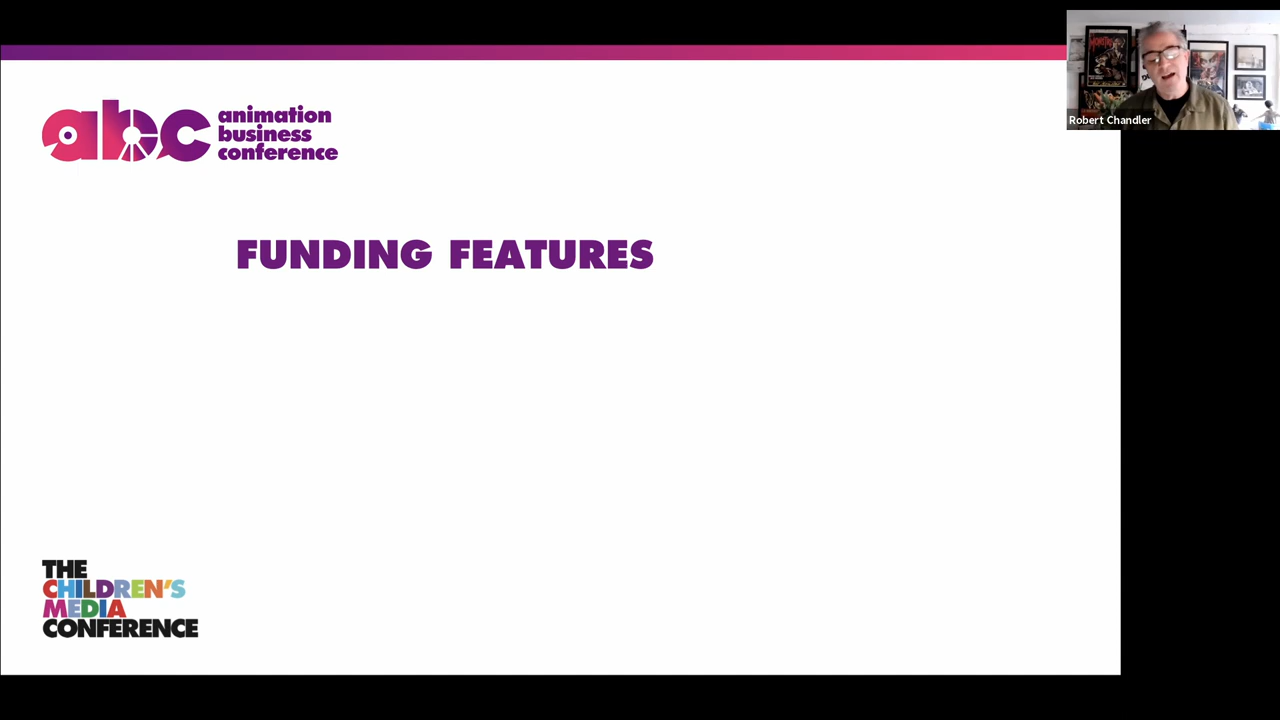 abc
animation
business
conference
Robert Chandler
FUNDING FEATURES
THE
CHILDREN'S
MEDIA
CONFERENCE